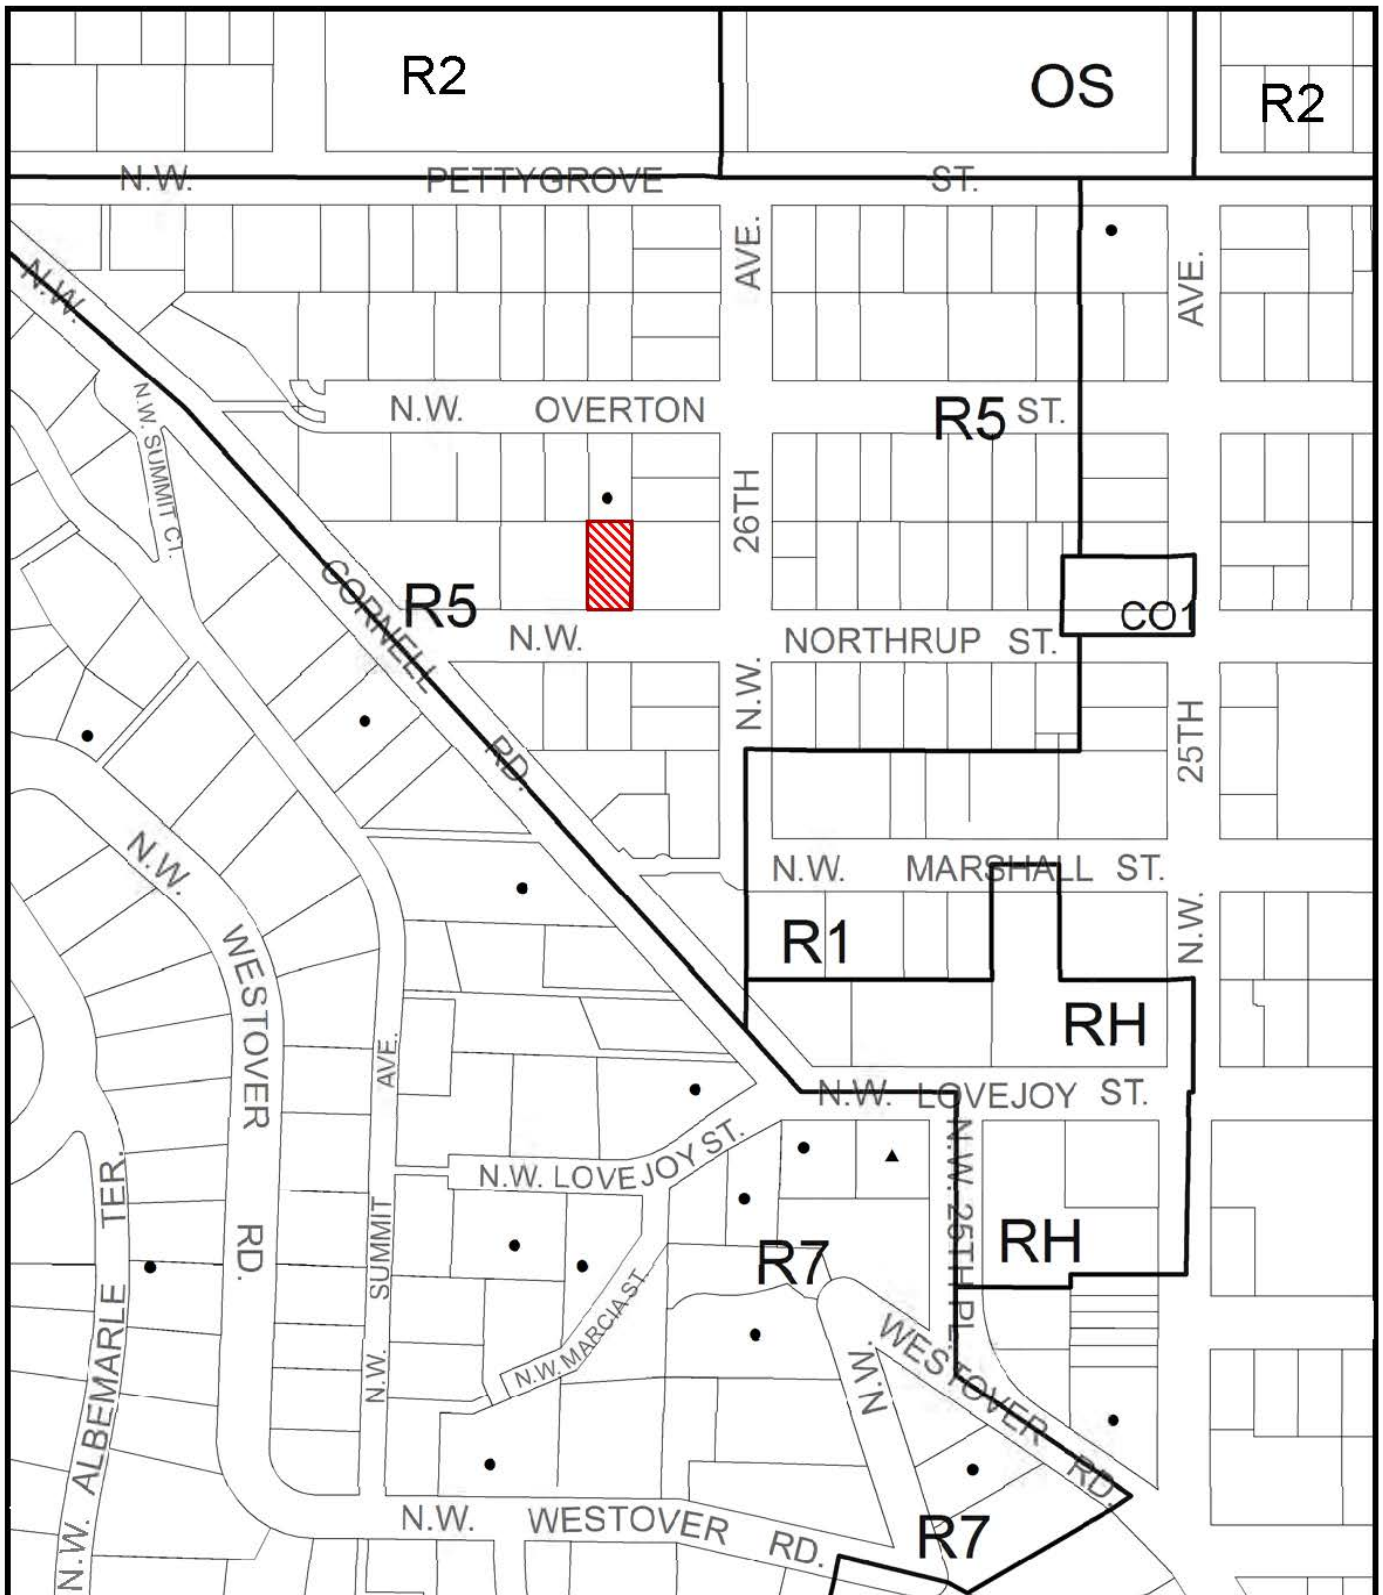 R2
OS
R2
N.W. PETTYGROVE ST.
AVE.
AVE.
N.W.
N.W. SUMMIT CT.
N.W. OVERTON
R5 ST.
26TH
CORNELL
R5
CO1
N.W. NORTHRUP ST.
N.W.
25TH
RD.
N.W.
N.W. MARSHALL ST.
N.W.
WESTOVER
R1
RH
AVE.
N.W. LOVEJOY ST.
N.W. LOVEJOY ST.
N.W. 25TH PL.
TER.
SUMMIT
RD.
RH
R7
N.W. MARCIA ST.
WESTOVER
N.W.
N.W.
ALBEMARLE
RD.
N.W. WESTOVER RD.
R7
N.W.